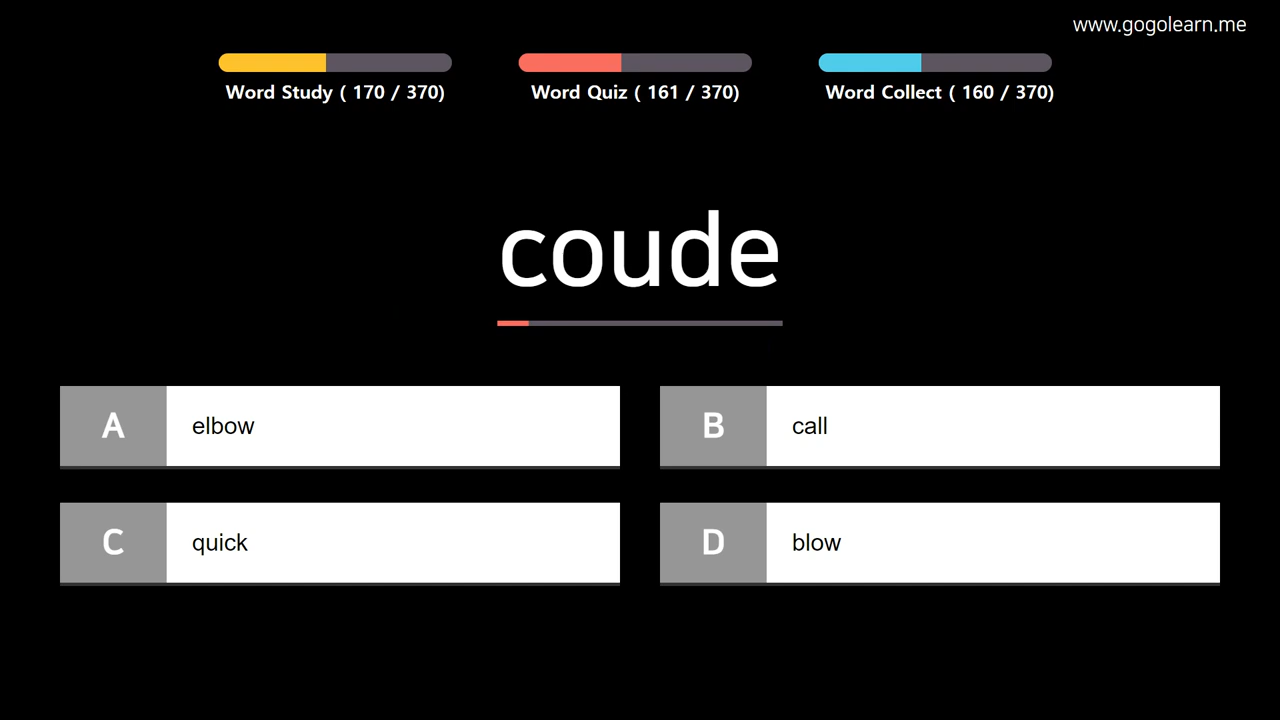 www.gogolearn.me
Word Study ( 170 / 370)
Word Quiz ( 161 / 370)
Word Collect ( 160 / 370)
coude
A elbow
B call
C quick
D blow